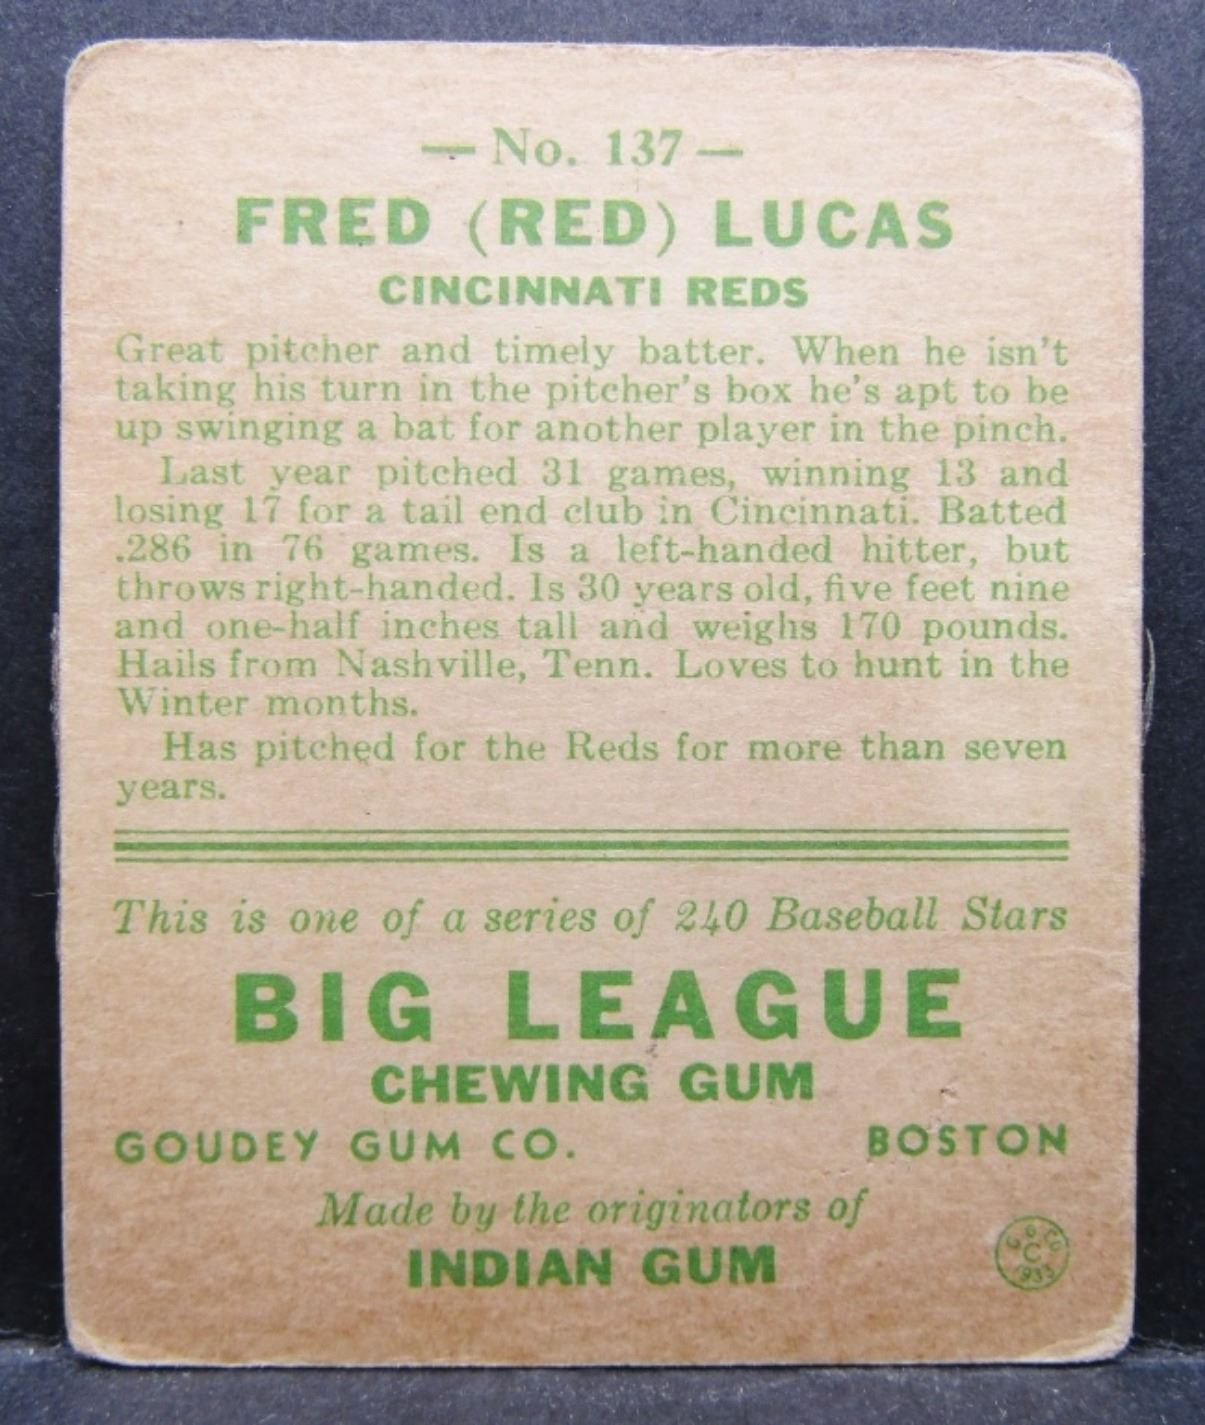 — No. 137 —
FRED (RED) LUCAS
CINCINNATI REDS
Great pitcher and timely batter. When he isn't
taking his turn in the pitcher's box he's apt to be
up swinging a bat for another player in the pinch.
Last year pitched 31 games, winning 13 and
losing 17 for a tail end club in Cincinnati. Batted
.286 in 76 games. Is a left-handed hitter, but
throws right-handed. Is 30 years old, five feet nine
and one-half inches tall and weighs 170 pounds.
Hails from Nashville, Tenn. Loves to hunt in the
Winter months.
Has pitched for the Reds for more than seven
years.
This is one of a series of 240 Baseball Stars
BIG LEAGUE
CHEWING GUM
GOUDEY GUM CO. BOSTON
Made by the originators of
INDIAN GUM
G. G. CO.
C
1933